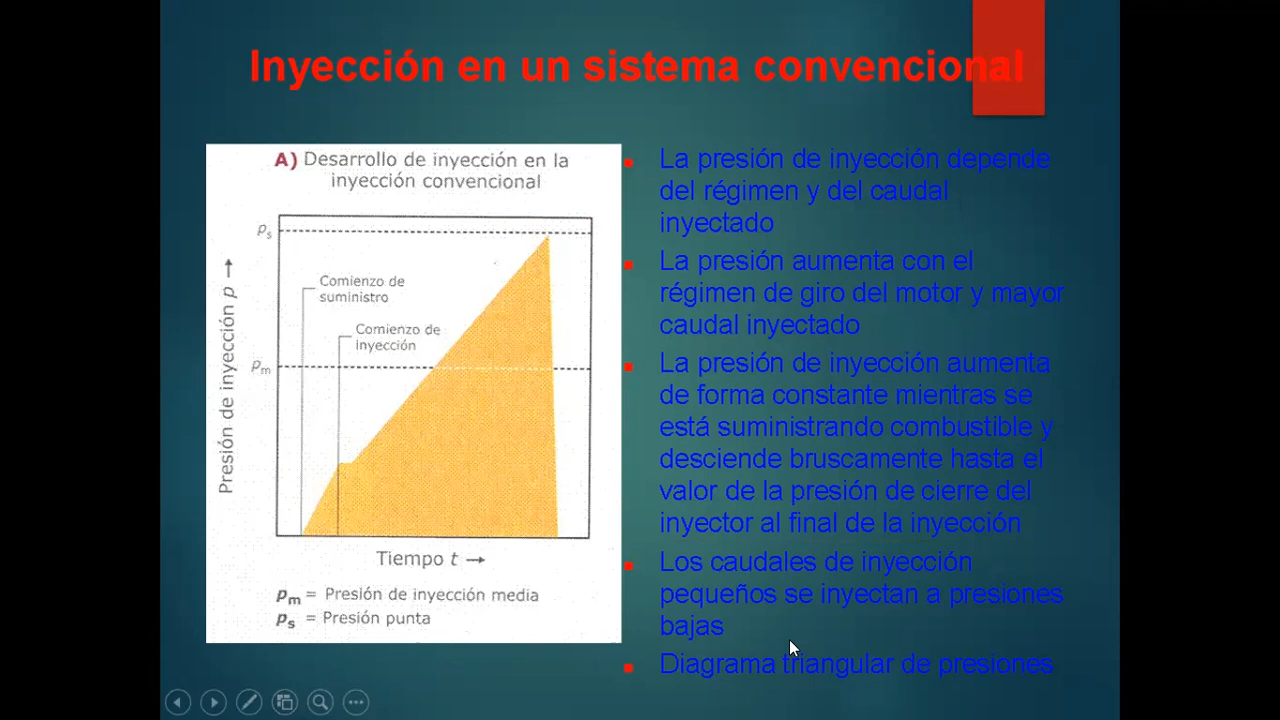 Inyección en un sistema convencional
A) Desarrollo de inyección en la
inyección convencional
ps
Comienzo de
suministro
Comienzo de
inyección
pm
Presión de inyección p →
Tiempo t →
pm = Presión de inyección media
ps = Presión punta
La presión de inyección depende
del régimen y del caudal
inyectado
La presión aumenta con el
régimen de giro del motor y mayor
caudal inyectado
La presión de inyección aumenta
de forma constante mientras se
está suministrando combustible y
desciende bruscamente hasta el
valor de la presión de cierre del
inyector al final de la inyección
Los caudales de inyección
pequeños se inyectan a presiones
bajas
Diagrama triangular de presiones